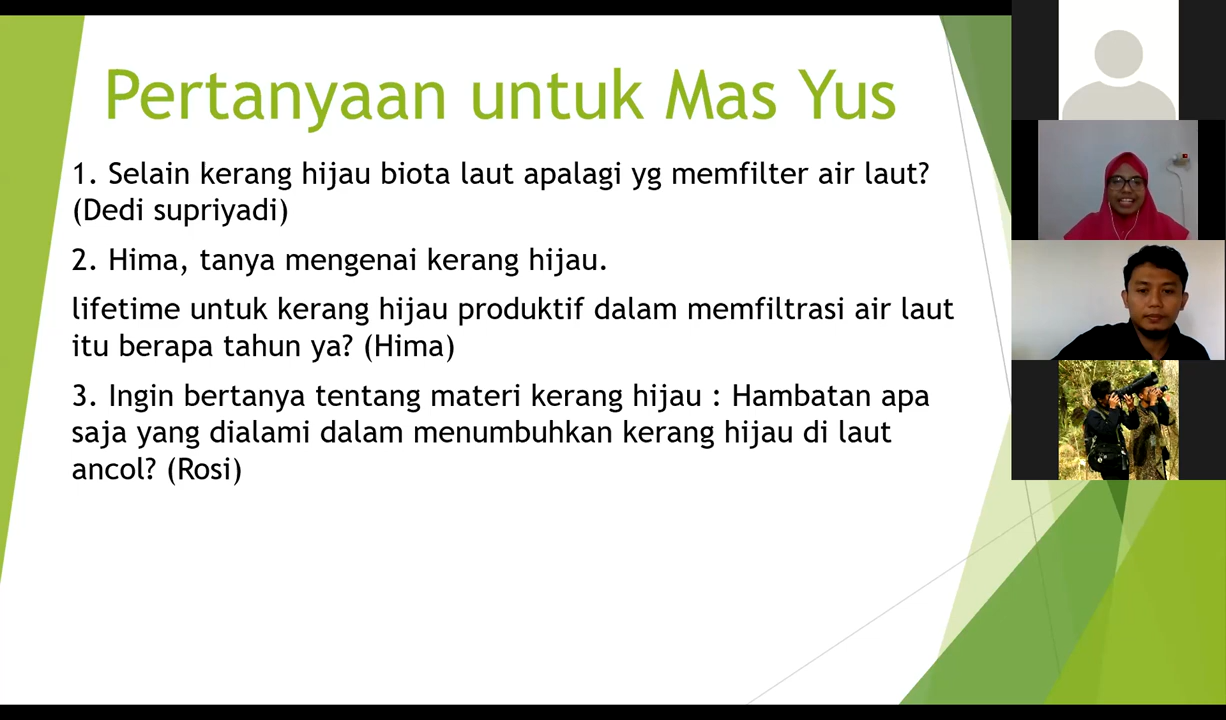 Pertanyaan untuk Mas Yus
1. Selain kerang hijau biota laut apalagi yg memfilter air laut?
(Dedi supriyadi)
2. Hima, tanya mengenai kerang hijau.
lifetime untuk kerang hijau produktif dalam memfiltrasi air laut
itu berapa tahun ya? (Hima)
3. Ingin bertanya tentang materi kerang hijau : Hambatan apa
saja yang dialami dalam menumbuhkan kerang hijau di laut
ancol? (Rosi)